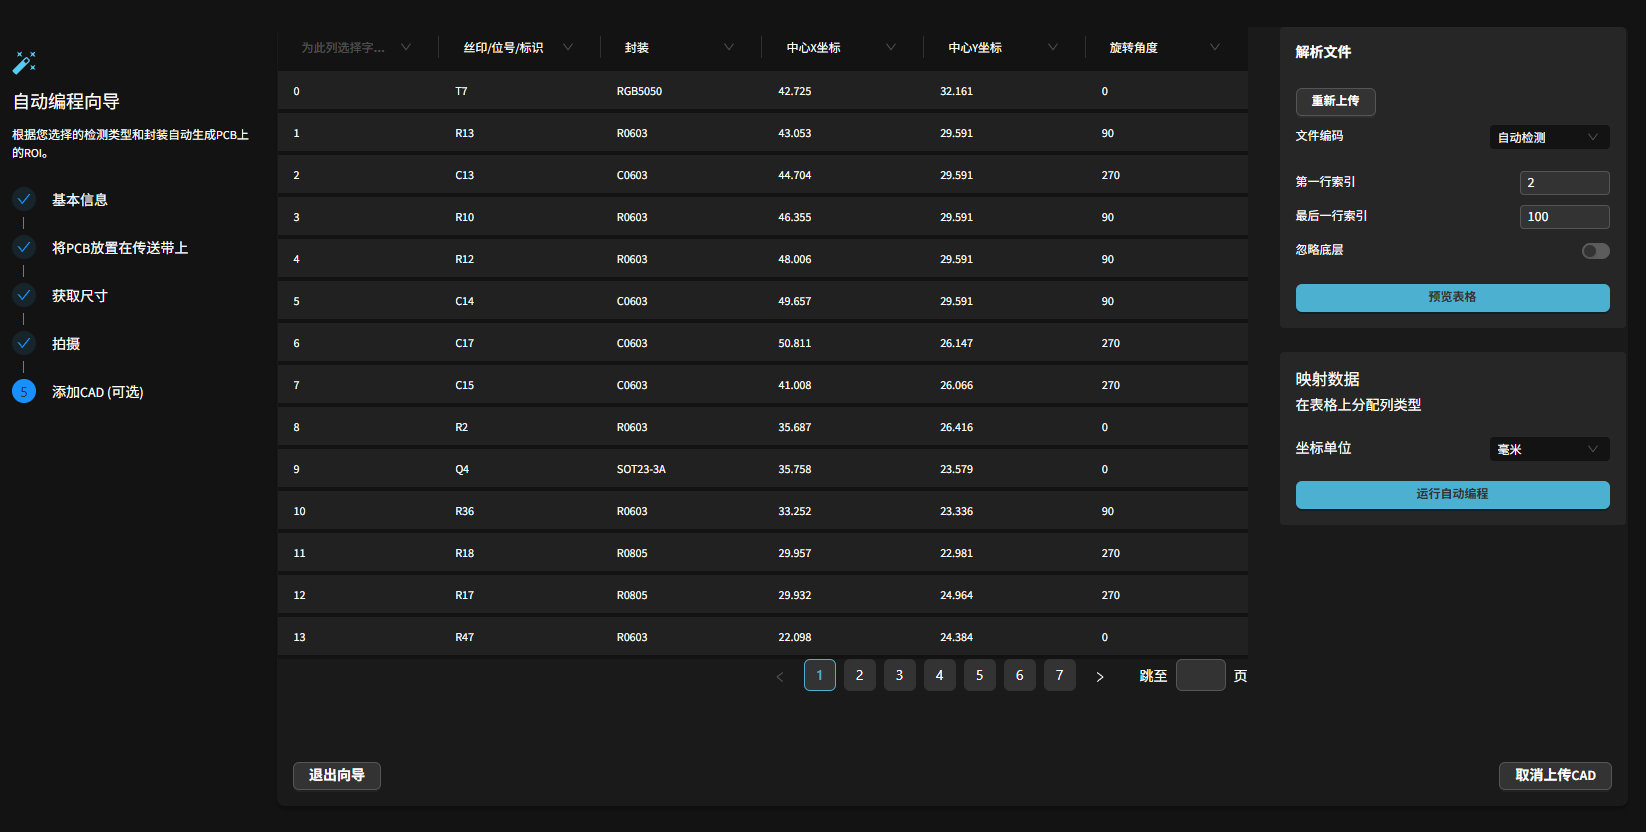 自动编程向导
根据您选择的检测类型和封装自动生成PCB上
的ROI。
基本信息
将PCB放置在传送带上
获取尺寸
拍摄
5 添加CAD (可选)
为此列选择字... 丝印/位号/标识 封装 中心X坐标 中心Y坐标 旋转角度
0 T7 RGB5050 42.725 32.161 0
1 R13 R0603 43.053 29.591 90
2 C13 C0603 44.704 29.591 270
3 R10 R0603 46.355 29.591 90
4 R12 R0603 48.006 29.591 90
5 C14 C0603 49.657 29.591 90
6 C17 C0603 50.811 26.147 270
7 C15 C0603 41.008 26.066 270
8 R2 R0603 35.687 26.416 0
9 Q4 SOT23-3A 35.758 23.579 0
10 R36 R0603 33.252 23.336 90
11 R18 R0805 29.957 22.981 270
12 R17 R0805 29.932 24.964 270
13 R47 R0603 22.098 24.384 0
1 2 3 4 5 6 7 跳至 页
退出向导
取消上传CAD
解析文件
重新上传
文件编码 自动检测
第一行索引 2
最后一行索引 100
忽略底层
预览表格
映射数据
在表格上分配列类型
坐标单位 毫米
运行自动编程